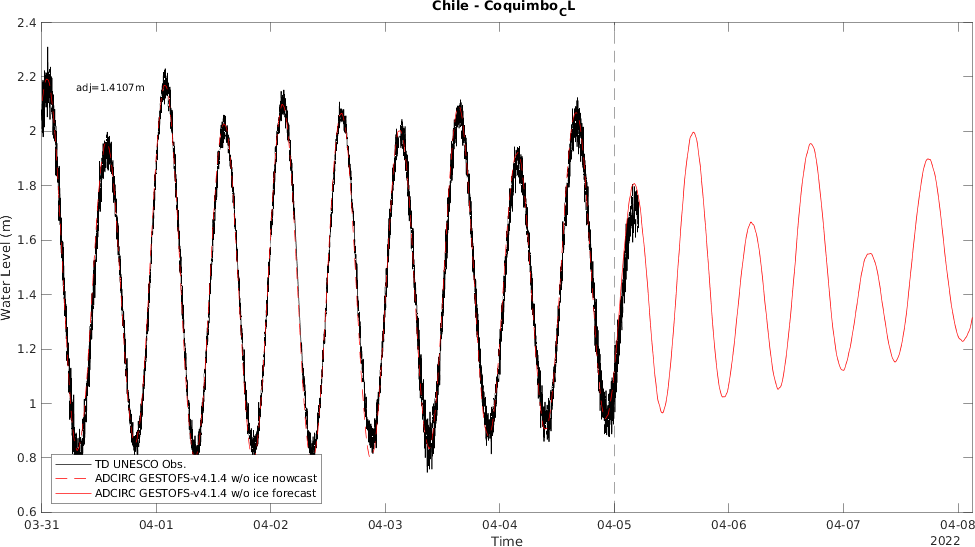 Chile - Coquimbo_CL
2.4
2.2
2
1.8
1.6
1.4
1.2
1
0.8
0.6
Water Level (m)
adj=1.4107m
TD UNESCO Obs.
ADCIRC GESTOFS-v4.1.4 w/o ice nowcast
ADCIRC GESTOFS-v4.1.4 w/o ice forecast
03-31 04-01 04-02 04-03 04-04 04-05 04-06 04-07 04-08
Time
2022